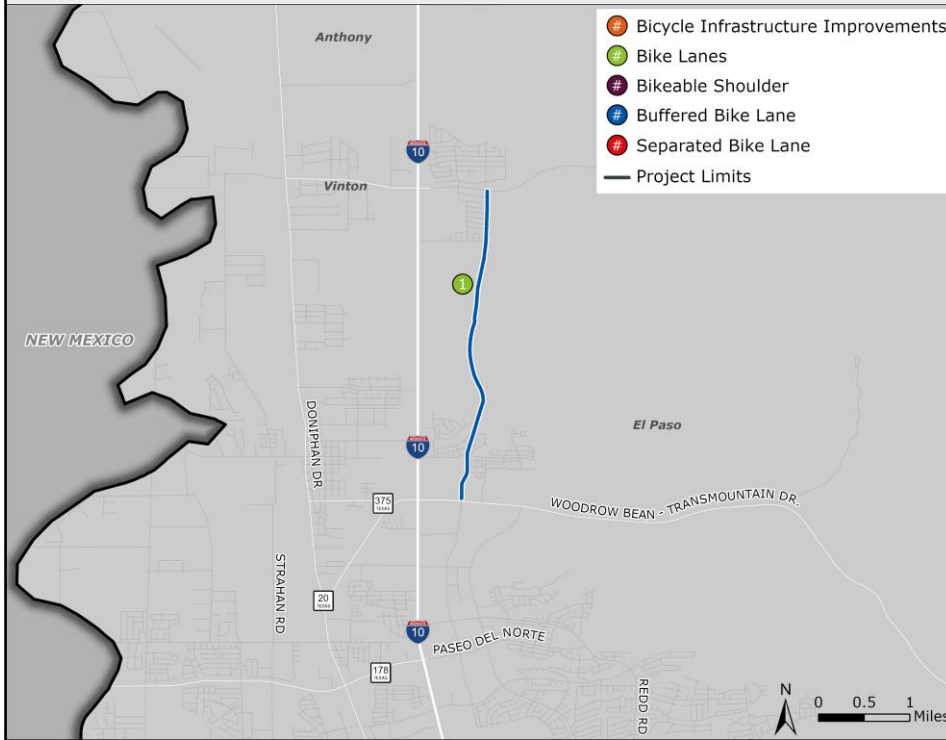 # Bicycle Infrastructure Improvements
# Bike Lanes
# Bikeable Shoulder
# Buffered Bike Lane
# Separated Bike Lane
Project Limits
Anthony
10
Vinton
1
NEW MEXICO
DONIPHAN DR
El Paso
10
375
TEXAS
WOODROW BEAN - TRANSMOUNTAIN DR.
STRAHAN RD
20
TEXAS
10
PASEO DEL NORTE
178
TEXAS
REDD RD
N
0 0.5 1
Miles